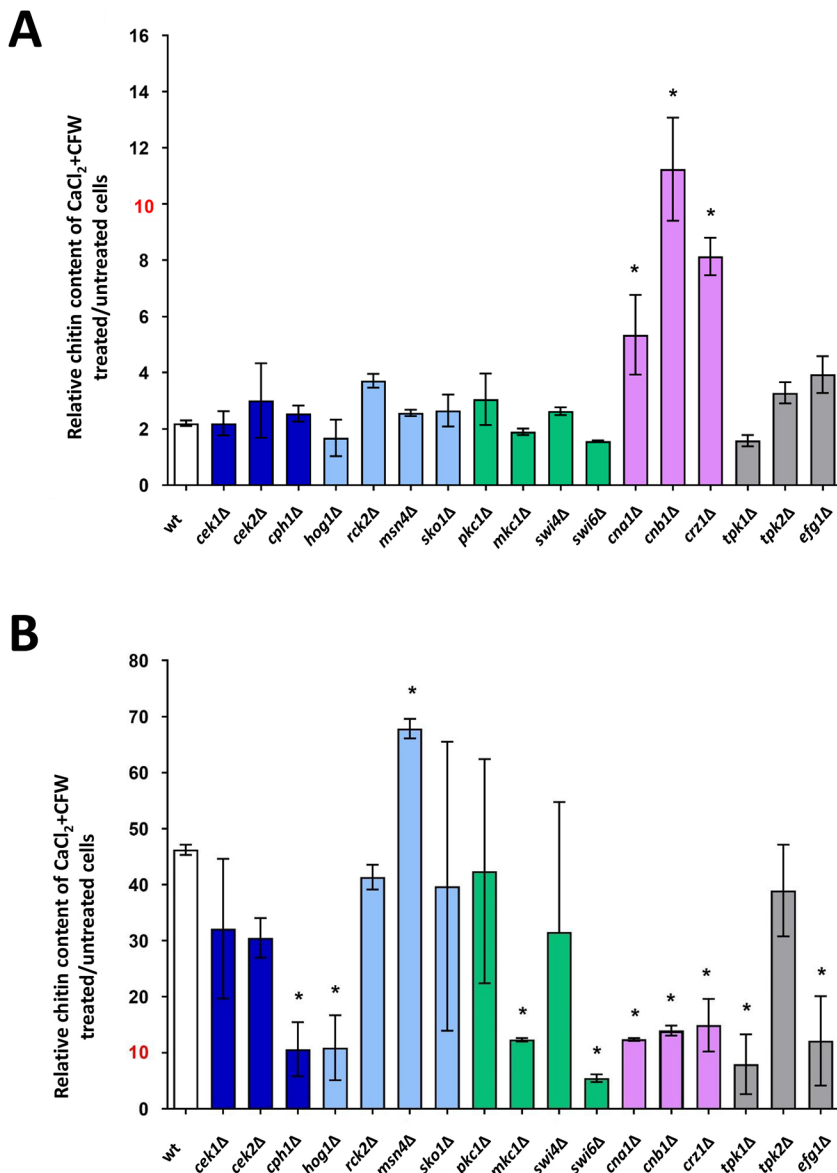 A
Relative chitin content of CaCl₂+CFW
treated/untreated cells
16
14
12
10
8
6
4
2
0
* * * 
wt cek1Δ cek2Δ cph1Δ hog1Δ rck2Δ msn4Δ sko1Δ pkc1Δ mkc1Δ swi4Δ swi6Δ cna1Δ cnb1Δ crz1Δ tpk1Δ tpk2Δ efg1Δ
B
Relative chitin content of CaCl₂+CFW
treated/untreated cells
80
70
60
50
40
30
20
10
0
* * * * * * * * * *
wt cek1Δ cek2Δ cph1Δ hog1Δ rck2Δ msn4Δ sko1Δ pkc1Δ mkc1Δ swi4Δ swi6Δ cna1Δ cnb1Δ crz1Δ tpk1Δ tpk2Δ efg1Δ